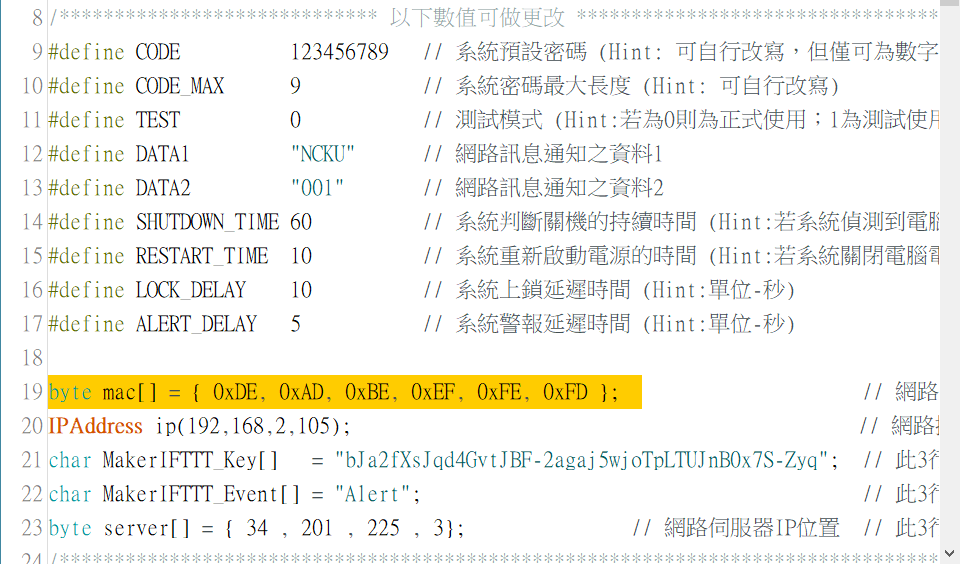 8 /***************************** 以下數值可做更改 *********************************
9 #define CODE 123456789 // 系統預設密碼 (Hint: 可自行改寫，但僅可為數字
10 #define CODE_MAX 9 // 系統密碼最大長度 (Hint: 可自行改寫)
11 #define TEST 0 // 測試模式 (Hint:若為0則為正式使用；1為測試使用
12 #define DATA1 "NCKU" // 網路訊息通知之資料1
13 #define DATA2 "001" // 網路訊息通知之資料2
14 #define SHUTDOWN_TIME 60 // 系統判斷關機的持續時間 (Hint:若系統偵測到電腦
15 #define RESTART_TIME 10 // 系統重新啟動電源的時間 (Hint:若系統關閉電腦電
16 #define LOCK_DELAY 10 // 系統上鎖延遲時間 (Hint:單位-秒)
17 #define ALERT_DELAY 5 // 系統警報延遲時間 (Hint:單位-秒)
18
19 byte mac[] = { 0xDE, 0xAD, 0xBE, 0xEF, 0xFE, 0xFD }; // 網路
20 IPAddress ip(192,168,2,105); // 網路
21 char MakerIFTTT_Key[] = "bJa2fXsJqd4GvtJBF-2agaj5wjoTpLTUJnB0x7S-Zyq"; // 此3行
22 char MakerIFTTT_Event[] = "Alert"; // 此3行
23 byte server[] = { 34 , 201 , 225 , 3}; // 網路伺服器IP位置 // 此3行
24 /********************************************************************************